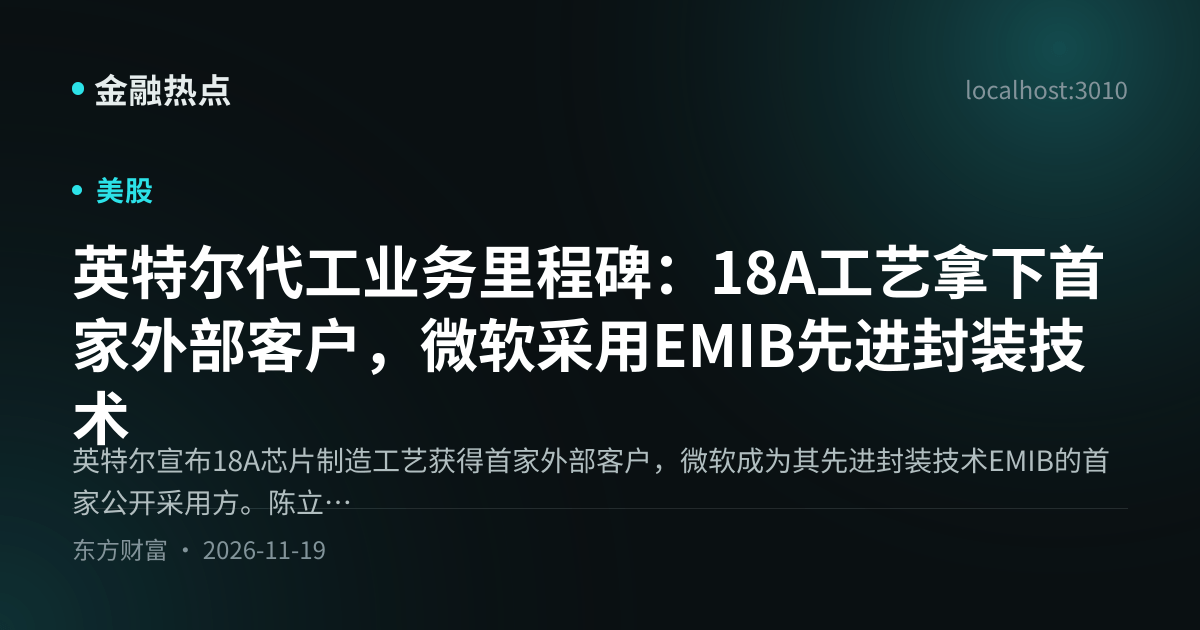 金融热点
localhost:3010
美股
英特尔代工业务里程碑：18A工艺拿下首
家外部客户，微软采用EMIB先进封装技
术
英特尔宣布18A芯片制造工艺获得首家外部客户，微软成为其先进封装技术EMIB的首
家公开采用方。陈立…
东方财富 · 2026-11-19